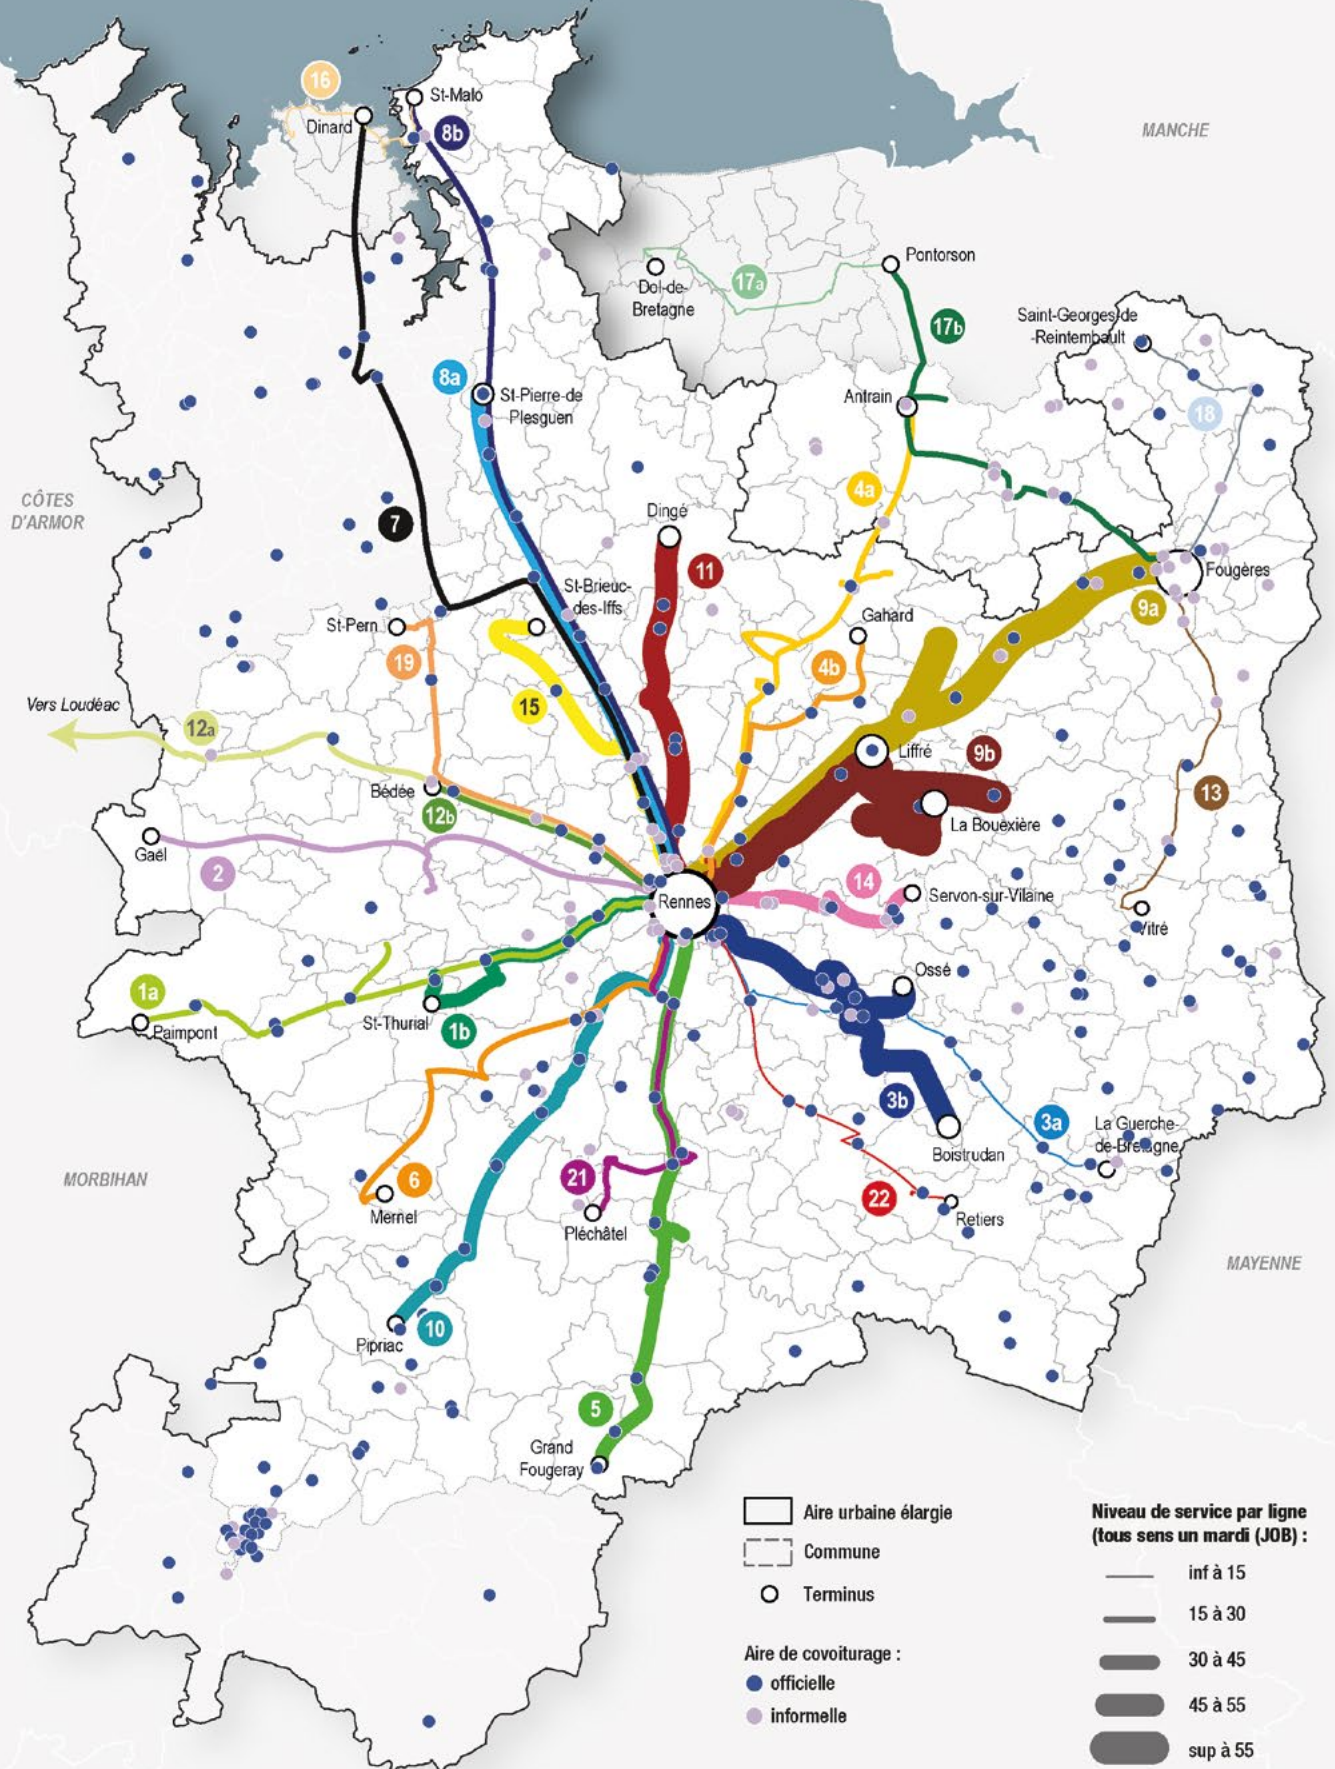 16
St-Malo
Dinard
8b
MANCHE
Pontorson
Dol-de-
Bretagne
17a
17b
Saint-Georges-de
-Reintembault
8a
St-Pierre-de
Plesguen
Antrain
18
CÔTES
D'ARMOR
4a
7
Dingé
11
St-Brieuc-
des-Iffs
Fougères
9a
St-Pern
Gahard
19
4b
15
Vers Loudéac
12a
Liffré
9b
Bédée
12b
13
La Bouëxière
Gaël
2
14
Rennes
Servon-sur-Vilaine
Vitré
Ossé
1a
Paimpont
St-Thurial
1b
3b
3a
La Guerche-
de-Bretagne
Boistrudan
MORBIHAN
6
21
22
Mernel
Pléchâtel
Retiers
MAYENNE
10
Pipriac
5
Grand
Fougeray
Aire urbaine élargie
Commune
Terminus
Aire de covoiturage :
officielle
informelle
Niveau de service par ligne
(tous sens un mardi (JOB) :
inf à 15
15 à 30
30 à 45
45 à 55
sup à 55